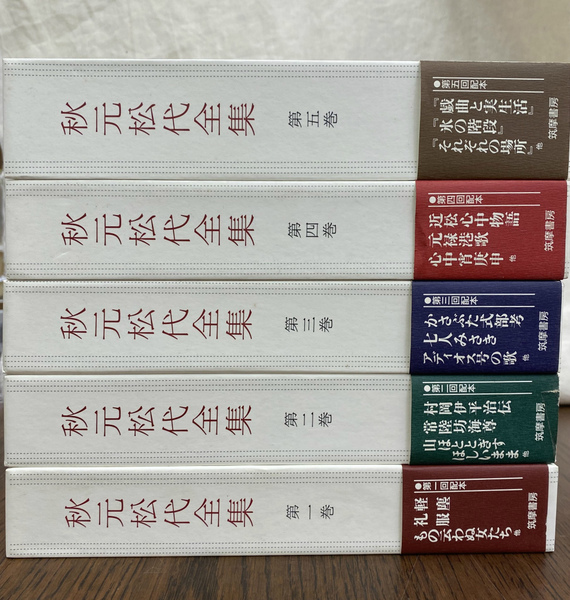 秋元松代全集
第五巻
●第五回配本
『戯曲と実生活』
『氷の階段』
『それぞれの場所』
他
筑摩書房
秋元松代全集
第四巻
●第四回配本
近松心中物語
元禄港歌
心中宵庚申
他
筑摩書房
秋元松代全集
第三巻
●第三回配本
かさぶた式部考
七人みさき
アディオス号の歌
他
筑摩書房
秋元松代全集
第二巻
●第二回配本
村岡伊平治伝
常陸坊海尊
山ほととぎす
ほしいまま
他
筑摩書房
秋元松代全集
第一巻
●第一回配本
軽塵
礼服
もの云わぬ女たち
他
筑摩書房